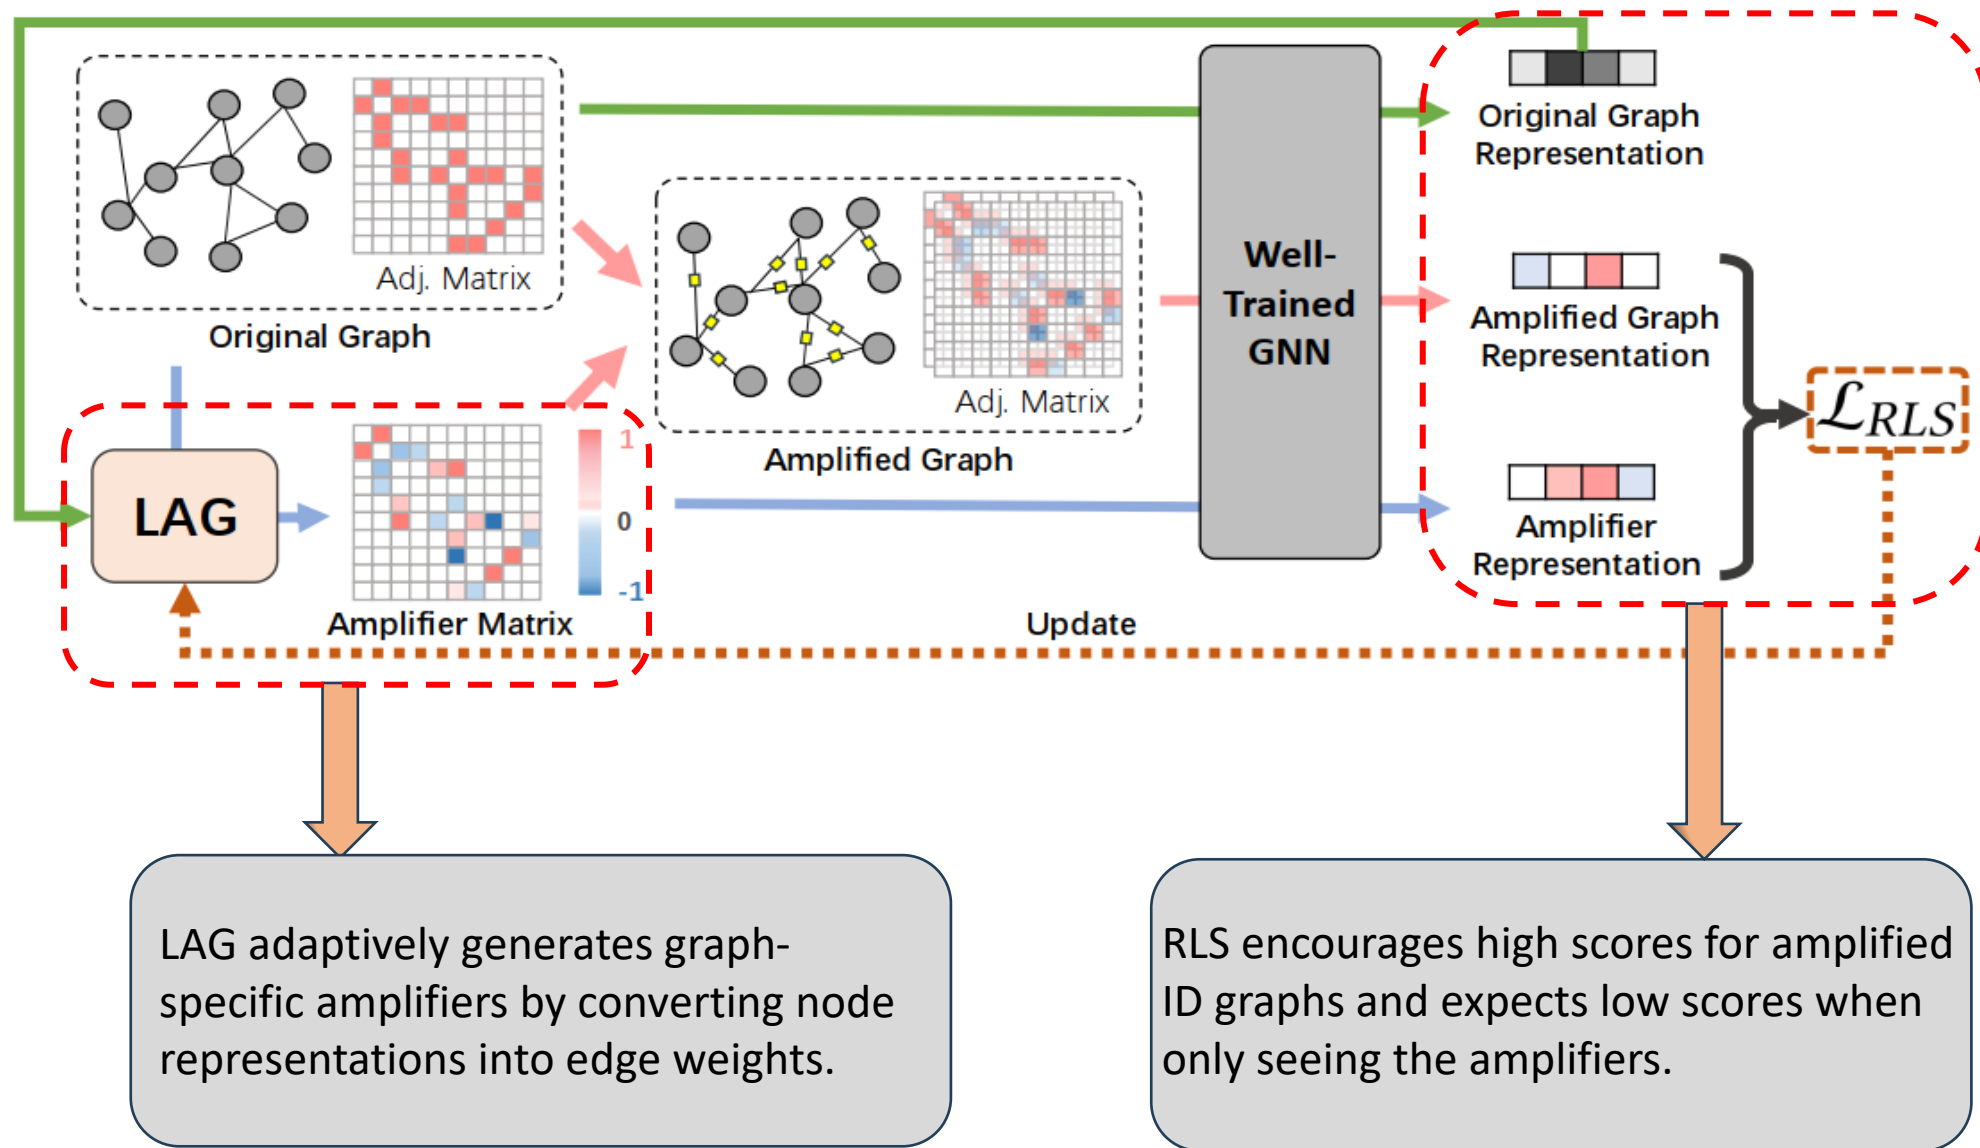 Adj. Matrix
Original Graph
Adj. Matrix
Amplified Graph
LAG
1
0
-1
Amplifier Matrix
Well-
Trained
GNN
Original Graph
Representation
Amplified Graph
Representation
Amplifier
Representation
ℒRLS
Update
LAG adaptively generates graph-
specific amplifiers by converting node
representations into edge weights.
RLS encourages high scores for amplified
ID graphs and expects low scores when
only seeing the amplifiers.